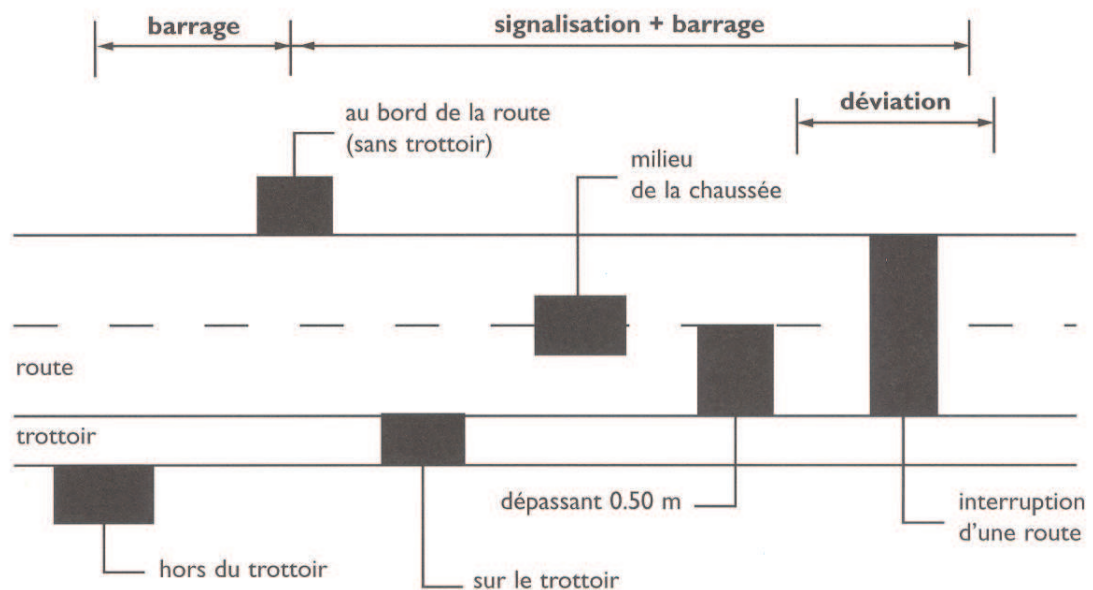 barrage
signalisation + barrage
déviation
au bord de la route
(sans trottoir)
milieu
de la chaussée
route
trottoir
dépassant 0.50 m
interruption
d'une route
hors du trottoir
sur le trottoir